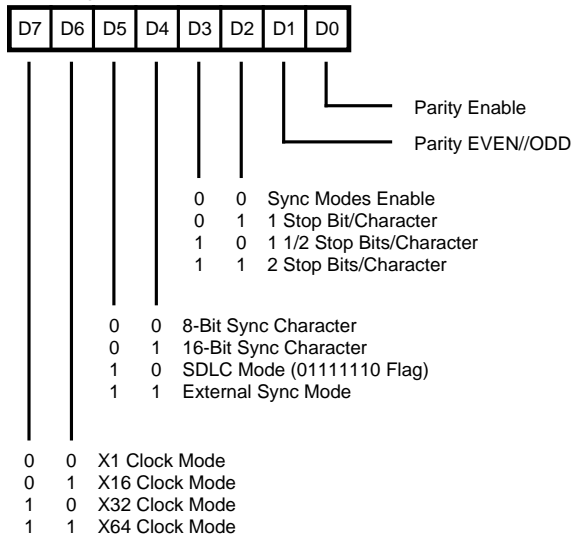 D7 D6 D5 D4 D3 D2 D1 D0
Parity Enable
Parity EVEN//ODD
0 0 Sync Modes Enable
0 1 1 Stop Bit/Character
1 0 1 1/2 Stop Bits/Character
1 1 2 Stop Bits/Character
0 0 8-Bit Sync Character
0 1 16-Bit Sync Character
1 0 SDLC Mode (01111110 Flag)
1 1 External Sync Mode
0 0 X1 Clock Mode
0 1 X16 Clock Mode
1 0 X32 Clock Mode
1 1 X64 Clock Mode